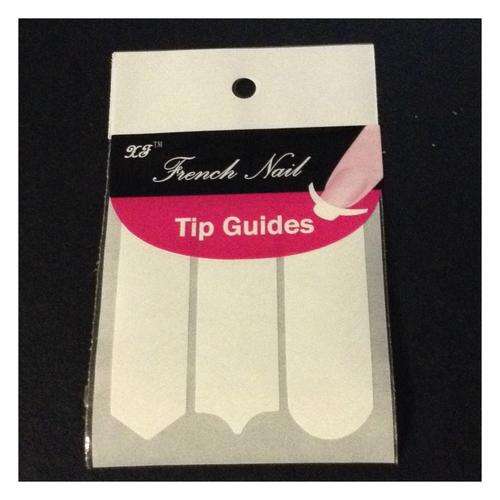 XF™
French Nail
Tip Guides